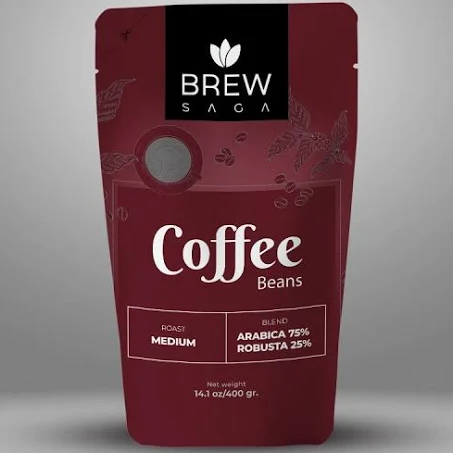 BREW
SAGA
Coffee
Beans
ROAST
MEDIUM
BLEND
ARABICA 75%
ROBUSTA 25%
Net weight
14.1 oz/400 gr.